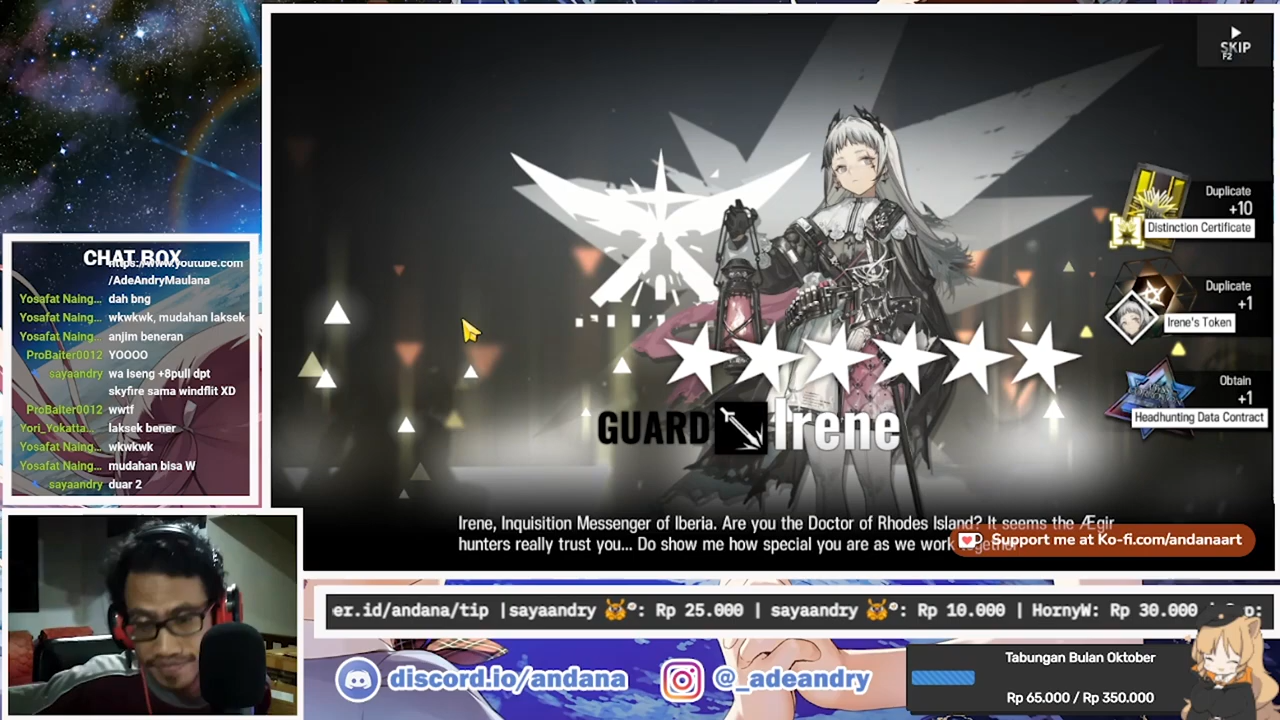 SKIP
F2
Duplicate
+10
Distinction Certificate
Duplicate
+1
Irene's Token
Obtain
+1
Headhunting Data Contract
GUARD Irene
Irene, Inquisition Messenger of Iberia. Are you the Doctor of Rhodes Island? It seems the Ægir
hunters really trust you... Do show me how special you are as we work together
Support me at Ko-fi.com/andanaart
CHAT BOX
https://www.youtube.com
/AdeAndryMaulana
Yosafat Naing... dah bng
Yosafat Naing... wkwkwk, mudahan laksek
Yosafat Naing... anjim beneran
ProBaiter0012 YOOOO
sayaandry wa Iseng +8pull dpt
skyfire sama windflit XD
ProBaiter0012 wwtf
Yori_Yokatta... laksek bener
Yosafat Naing... wkwkwk
Yosafat Naing... mudahan bisa W
sayaandry duar 2
er.id/andana/tip | sayaandry : Rp 25.000 | sayaandry : Rp 10.000 | HornyW: Rp 30.000
discord.io/andana @_adeandry
Tabungan Bulan Oktober
Rp 65.000 / Rp 350.000